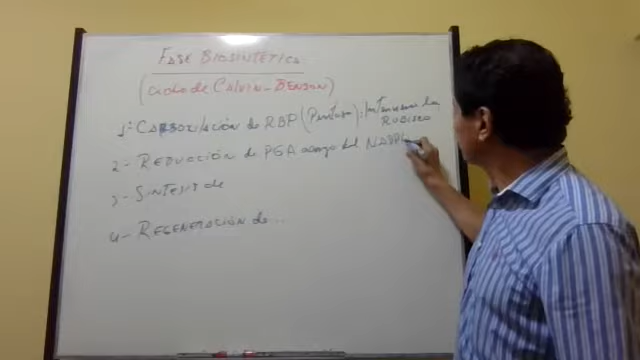 FASE BIOSINTÉTICA
(ciclo de CALVIN-BENSON)
1: CARBOXILACIÓN de RBP (Pentosa): Interviene la
RUBISCO
2- REDUCCIÓN de PGA a cargo del NADPH
3- SINTESIS de
4- REGENERACIÓN de...